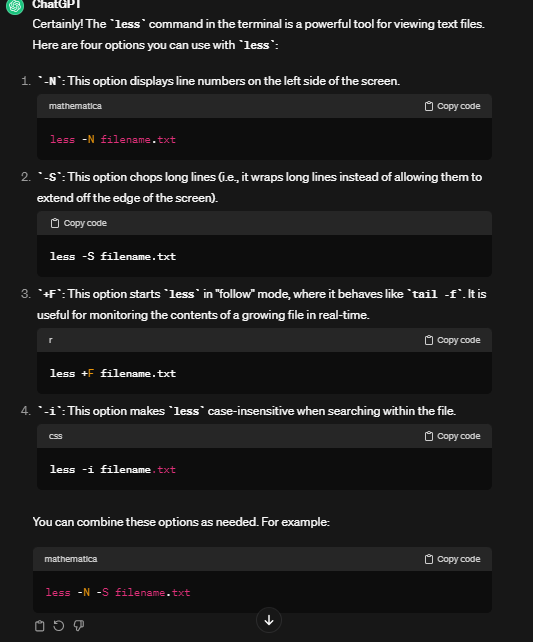 ChatGPT
Certainly! The `less` command in the terminal is a powerful tool for viewing text files.
Here are four options you can use with `less`:
1. `-N`: This option displays line numbers on the left side of the screen.
mathematica Copy code
less -N filename.txt
2. `-S`: This option chops long lines (i.e., it wraps long lines instead of allowing them to
extend off the edge of the screen).
Copy code
less -S filename.txt
3. `+F`: This option starts `less` in "follow" mode, where it behaves like `tail -f`. It is
useful for monitoring the contents of a growing file in real-time.
r Copy code
less +F filename.txt
4. `-i`: This option makes `less` case-insensitive when searching within the file.
css Copy code
less -i filename.txt
You can combine these options as needed. For example:
mathematica Copy code
less -N -S filename.txt